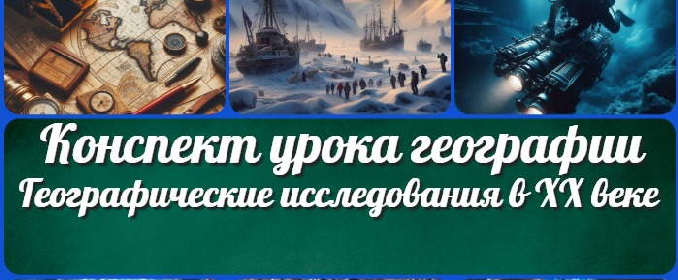 Конспект урока географии
Географические исследования в XX веке